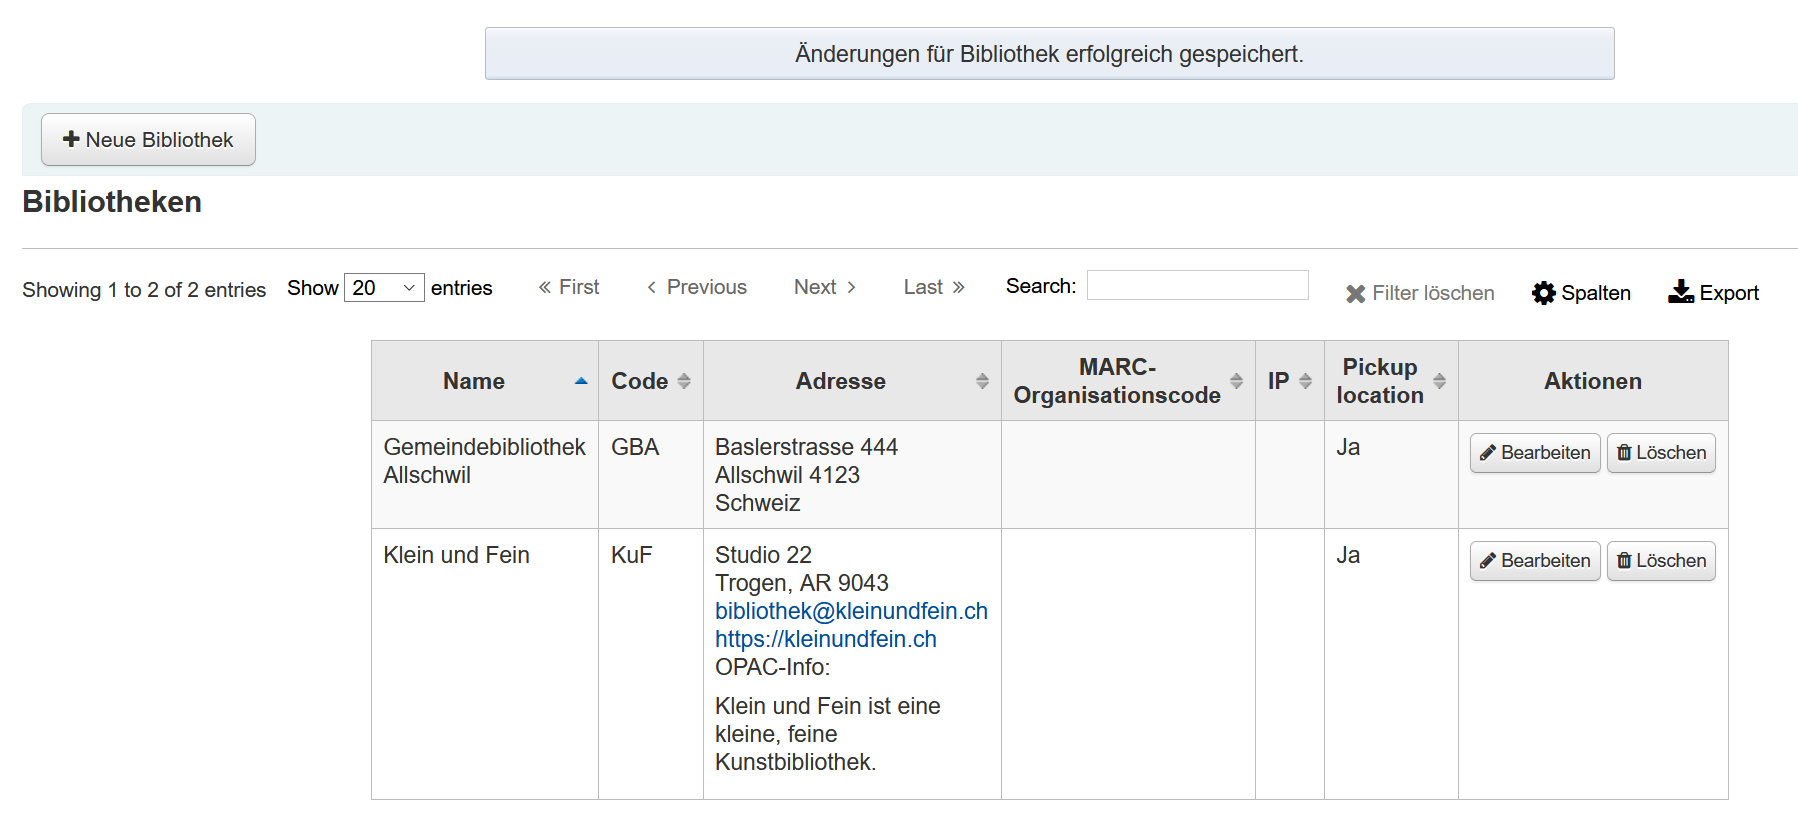 Änderungen für Bibliothek erfolgreich gespeichert.
Neue Bibliothek
Bibliotheken
Showing 1 to 2 of 2 entries Show 20 entries First Previous Next Last Search: Filter löschen Spalten Export
Name Code Adresse MARC-Organisationscode IP Pickup location Aktionen
Gemeindebibliothek
Allschwil
GBA
Baslerstrasse 444
Allschwil 4123
Schweiz
Ja
Bearbeiten Löschen
Klein und Fein
KuF
Studio 22
Trogen, AR 9043
bibliothek@kleinundfein.ch
https://kleinundfein.ch
OPAC-Info:
Klein und Fein ist eine
kleine, feine
Kunstbibliothek.
Ja
Bearbeiten Löschen